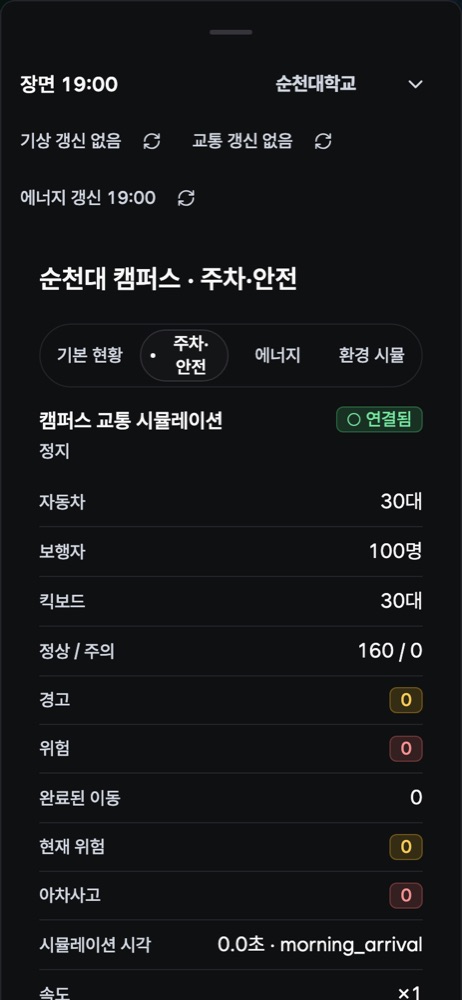 장면 19:00 순천대학교
기상 갱신 없음 교통 갱신 없음
에너지 갱신 19:00
순천대 캠퍼스 · 주차·안전
기본 현황 • 주차· 에너지 환경 시뮬
안전
캠퍼스 교통 시뮬레이션 연결됨
정지
자동차 30대
보행자 100명
킥보드 30대
정상 / 주의 160 / 0
경고 0
위험 0
완료된 이동 0
현재 위험 0
아차사고 0
시뮬레이션 시각 0.0초 · morning_arrival
속도 ×1